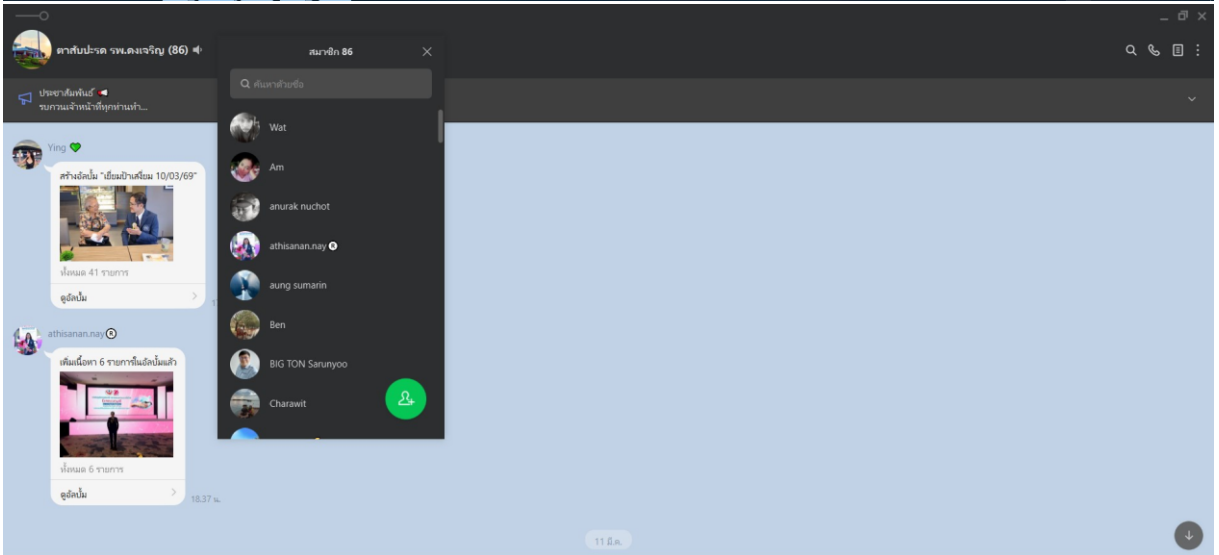 ตาสับปะรด รพ.ดงเจริญ (86)
ประชาสัมพันธ์
รบกวนเจ้าหน้าที่ทุกท่านทำ...
สมาชิก 86
ค้นหาด้วยชื่อ
Wat
Am
anurak nuchot
athisanan.nay®
aung sumarin
Ben
BIG TON Sarunyoo
Charawit
Ying
สร้างอัลบั้ม "เยี่ยมป้าเสงี่ยม 10/03/69"
ทั้งหมด 41 รายการ
ดูอัลบั้ม
athisanan.nay®
เพิ่มเนื้อหา 6 รายการในอัลบั้มแล้ว
ทั้งหมด 6 รายการ
ดูอัลบั้ม
18.37 น.
11 มี.ค.